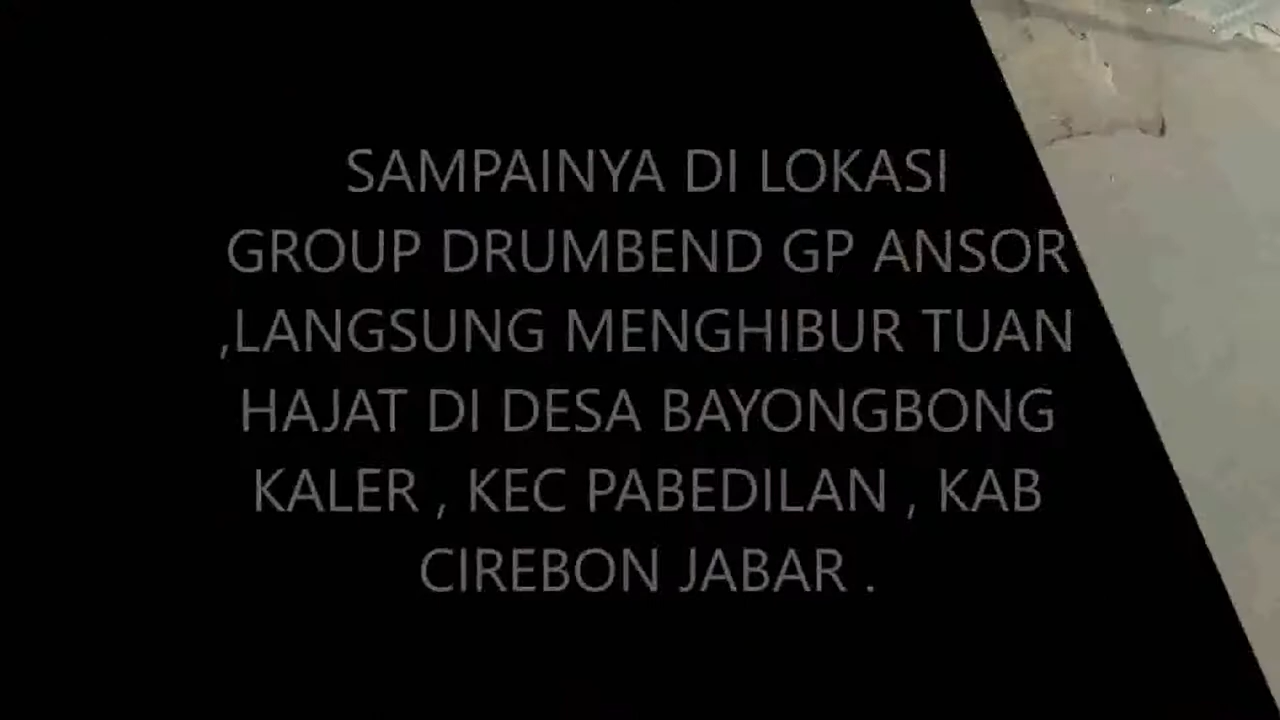 SAMPAINYA DI LOKASI
GROUP DRUMBEND GP ANSOR
,LANGSUNG MENGHIBUR TUAN
HAJAT DI DESA BAYONGBONG
KALER , KEC PABEDILAN , KAB
CIREBON JABAR .